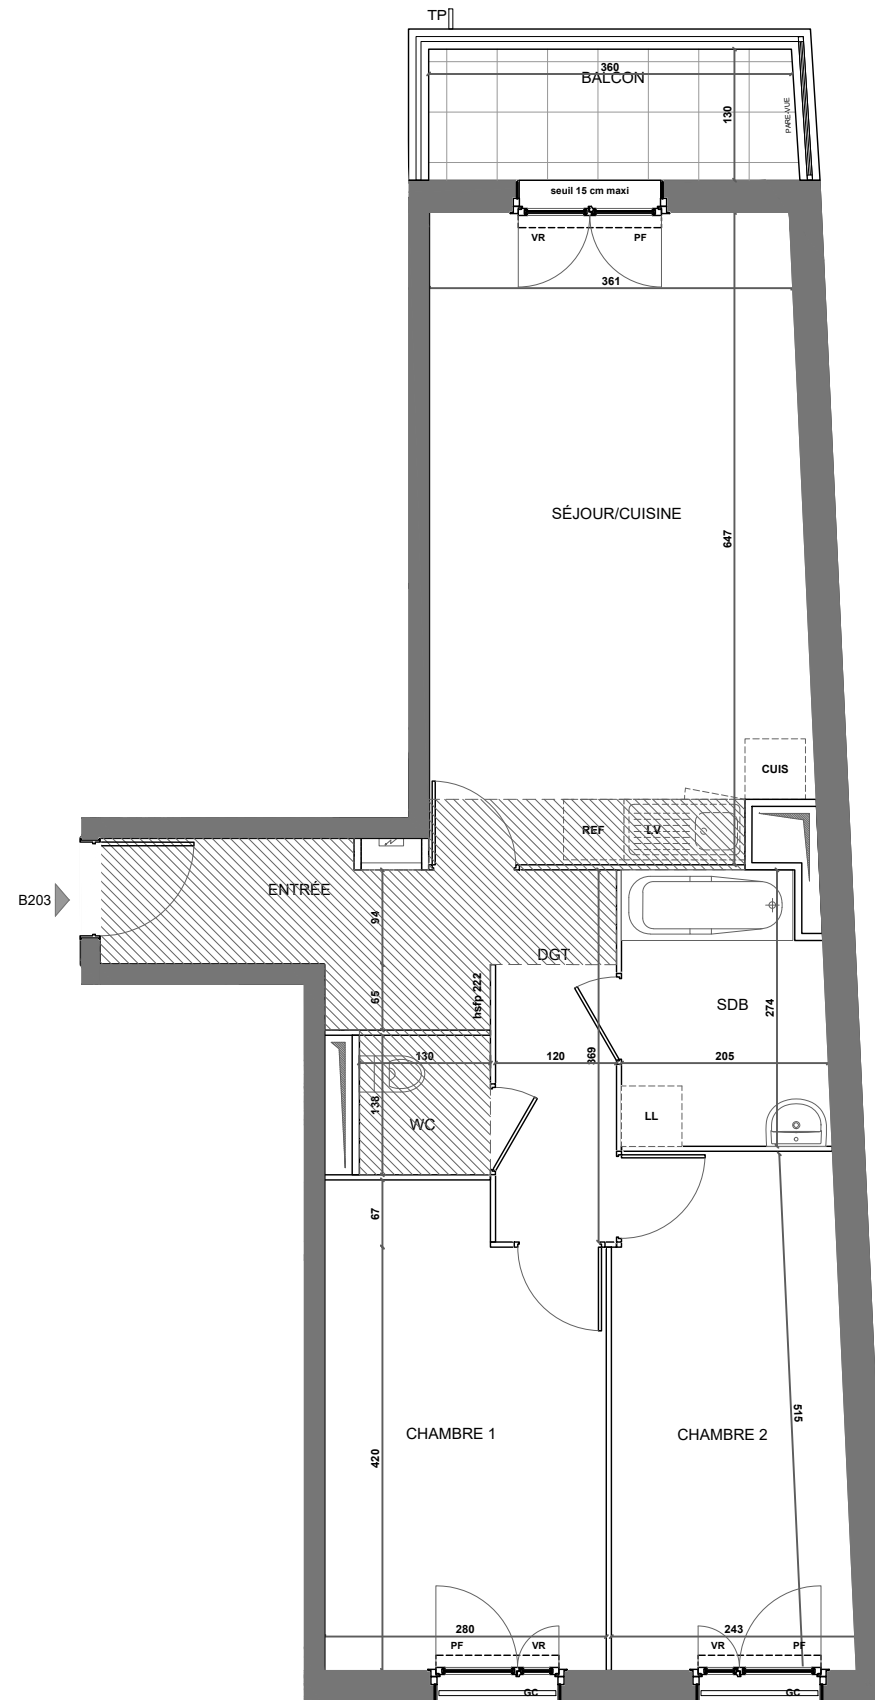 TP
360
BALCON
130
PARE-VUE
seuil 15 cm maxi
VR
PF
361
SÉJOUR/CUISINE
647
CUIS
REF
LV
ENTRÉE
B203
94
DGT
65
hsfp 222
SDB
274
130
120
369
205
138
WC
LL
67
CHAMBRE 1
CHAMBRE 2
515
420
280
243
PF
VR
VR
PF
GC
GC